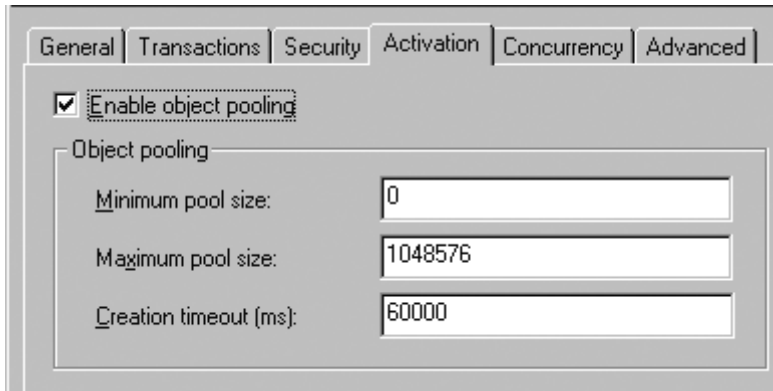 General Transactions Security Activation Concurrency Advanced
Enable object pooling
Object pooling
Minimum pool size: 0
Maximum pool size: 1048576
Creation timeout (ms): 60000